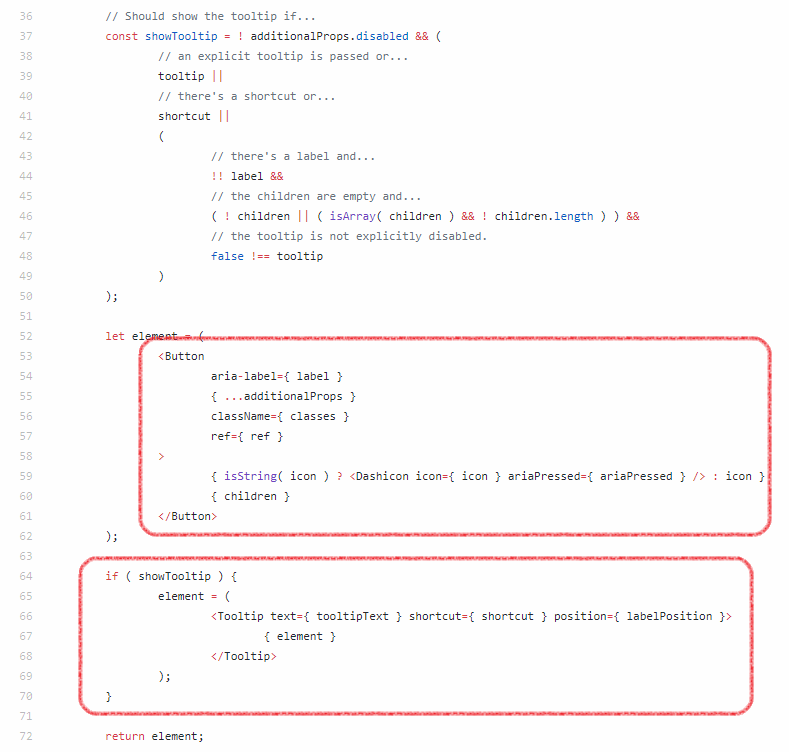 36 // Should show the tooltip if...
37 const showTooltip = ! additionalProps.disabled && (
38 // an explicit tooltip is passed or...
39 tooltip ||
40 // there's a shortcut or...
41 shortcut ||
42 (
43 // there's a label and...
44 !! label &&
45 // the children are empty and...
46 ( ! children || ( isArray( children ) && ! children.length ) ) &&
47 // the tooltip is not explicitly disabled.
48 false !== tooltip
49 )
50 );
51
52 let element = (
53 <Button
54 aria-label={ label }
55 { ...additionalProps }
56 className={ classes }
57 ref={ ref }
58 >
59 { isString( icon ) ? <Dashicon icon={ icon } ariaPressed={ ariaPressed } /> : icon }
60 { children }
61 </Button>
62 );
63
64 if ( showTooltip ) {
65 element = (
66 <Tooltip text={ tooltipText } shortcut={ shortcut } position={ labelPosition }>
67 { element }
68 </Tooltip>
69 );
70 }
71
72 return element;